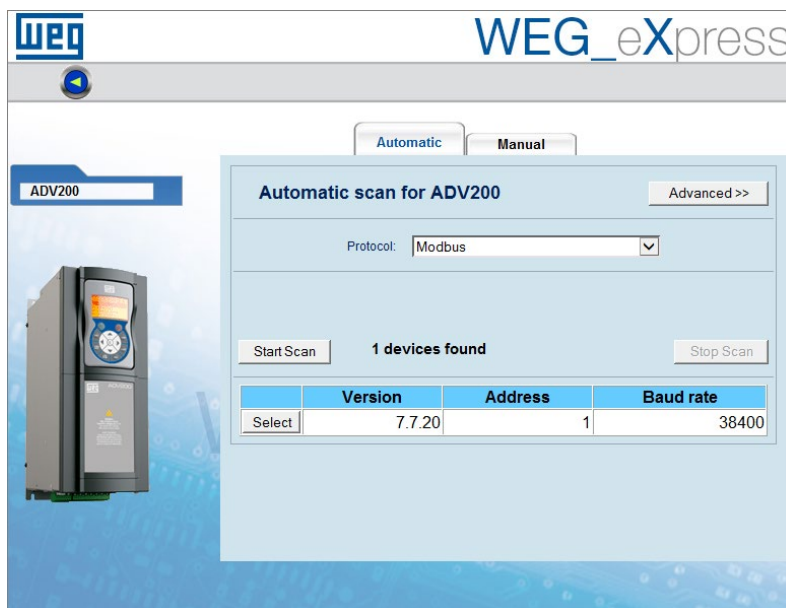 weg
WEG_eXpress
Automatic
Manual
ADV200
Automatic scan for ADV200
Advanced >>
Protocol:
Modbus
Start Scan
1 devices found
Stop Scan
Version Address Baud rate
Select 7.7.20 1 38400